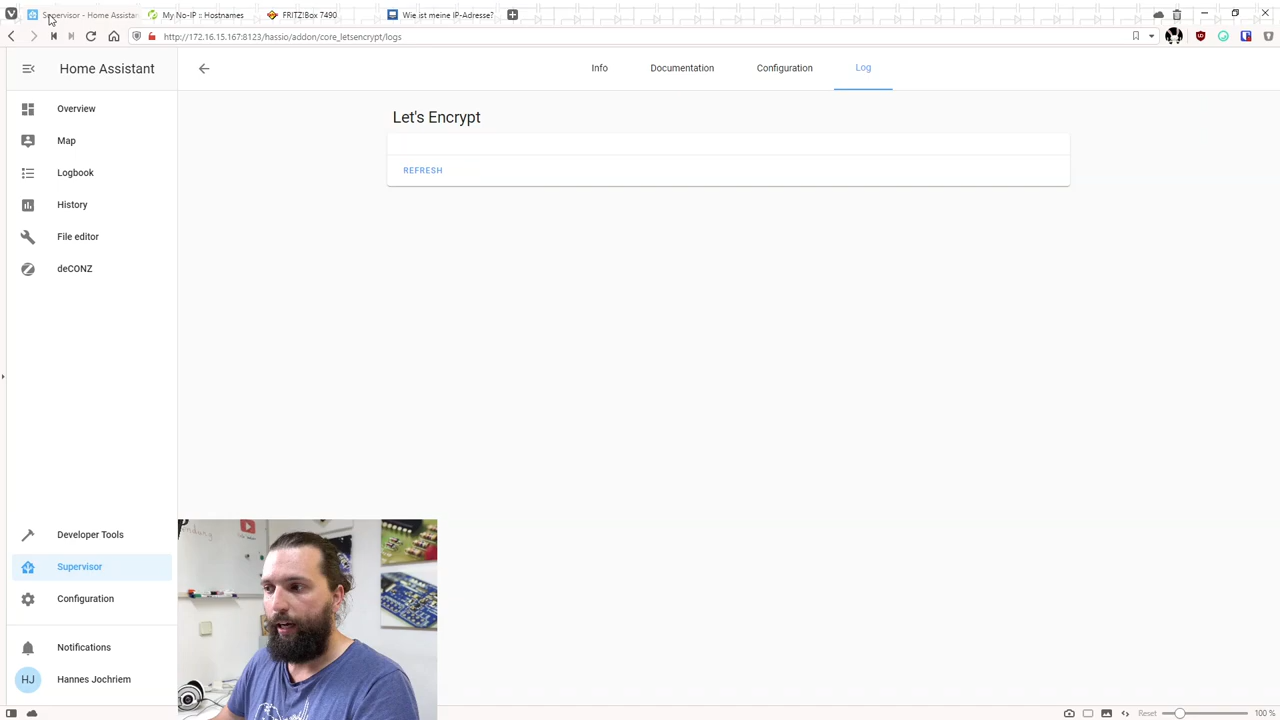 Supervisor - Home Assistan
My No-IP :: Hostnames
FRITZ!Box 7490
Wie ist meine IP-Adresse?
http://172.16.15.167:8123/hassio/addon/core_letsencrypt/logs
Home Assistant
Info
Documentation
Configuration
Log
Overview
Map
Logbook
History
File editor
deCONZ
Let's Encrypt
REFRESH
Developer Tools
Supervisor
Configuration
Notifications
HJ
Hannes Jochriem
Reset
100 %